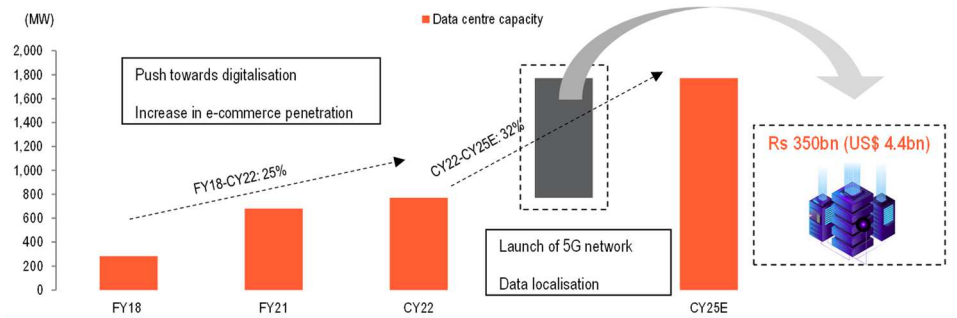 (MW)
Data centre capacity
2,000
1,800
1,600
1,400
1,200
1,000
800
600
400
200
0
Push towards digitalisation
Increase in e-commerce penetration
FY18-CY22: 25%
CY22-CY25E: 32%
Launch of 5G network
Data localisation
Rs 350bn (US$ 4.4bn)
FY18
FY21
CY22
CY25E